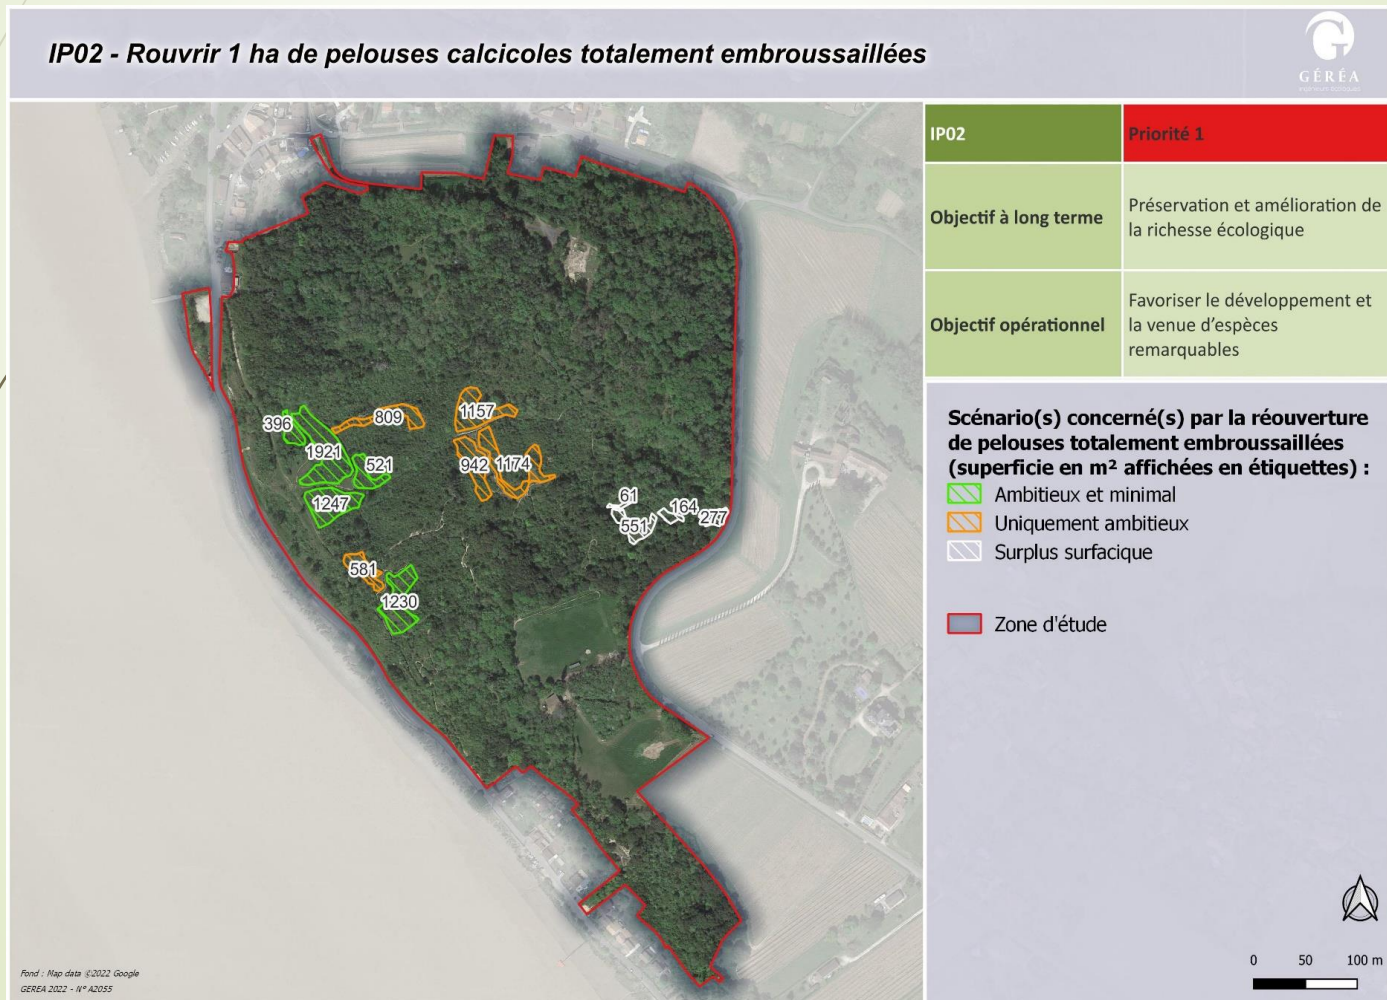 IP02 - Rouvrir 1 ha de pelouses calcicoles totalement embroussaillées
GÉRÉA
IP02
Priorité 1
Objectif à long terme
Préservation et amélioration de
la richesse écologique
Objectif opérationnel
Favoriser le développement et
la venue d'espèces
remarquables
396
809
1157
1921
521
942
1174
1247
61
164
551
277
581
1230
Scénario(s) concerné(s) par la réouverture
de pelouses totalement embroussaillées
(superficie en m² affichées en étiquettes) :
Ambitieux et minimal
Uniquement ambitieux
Surplus surfacique
Zone d'étude
0 50 100 m
Fond : Map data ©2022 Google
GEREA 2022 - N° A2055